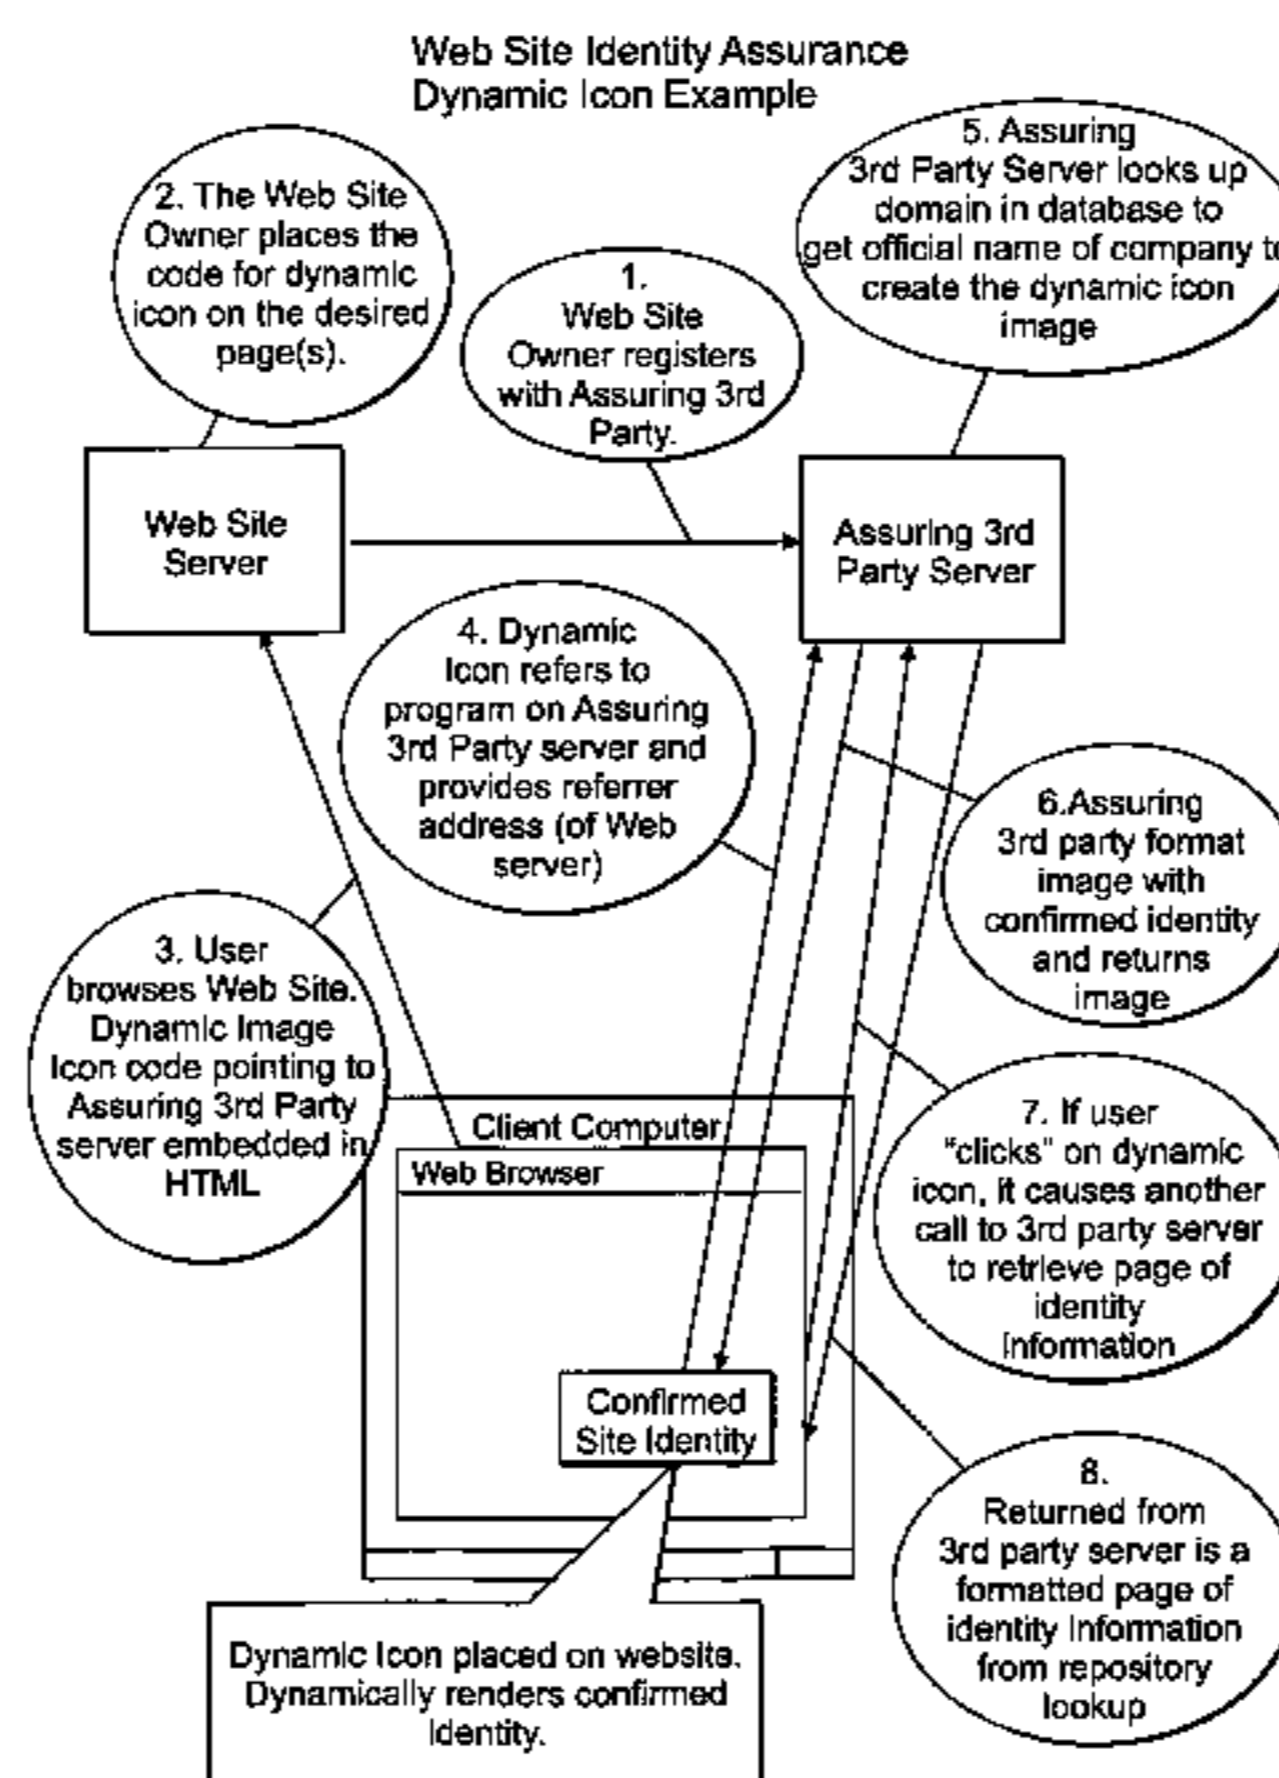 Web Site Identity Assurance
Dynamic Icon Example
2. The Web Site
Owner places the
code for dynamic
icon on the desired
page(s).
1.
Web Site
Owner registers
with Assuring 3rd
Party.
5. Assuring
3rd Party Server looks up
domain in database to
get official name of company to
create the dynamic icon
image
Web Site
Server
Assuring 3rd
Party Server
4. Dynamic
Icon refers to
program on Assuring
3rd Party server and
provides referrer
address (of Web
server)
6.Assuring
3rd party format
image with
confirmed identity
and returns
image
3. User
browses Web Site.
Dynamic Image
Icon code pointing to
Assuring 3rd Party
server embedded in
HTML
7. If user
"clicks" on dynamic
icon, it causes another
call to 3rd party server
to retrieve page of
identity
Information
Client Computer
Web Browser
Confirmed
Site Identity
8.
Returned from
3rd party server is a
formatted page of
identity Information
from repository
lookup
Dynamic Icon placed on website.
Dynamically renders confirmed
Identity.